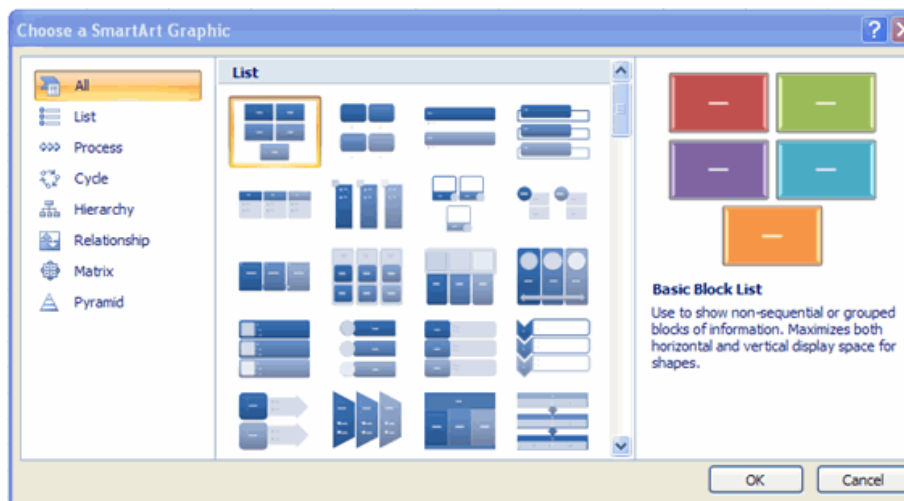 Choose a SmartArt Graphic
All
List
Process
Cycle
Hierarchy
Relationship
Matrix
Pyramid
List
Basic Block List
Use to show non-sequential or grouped
blocks of information. Maximizes both
horizontal and vertical display space for
shapes.
OK
Cancel